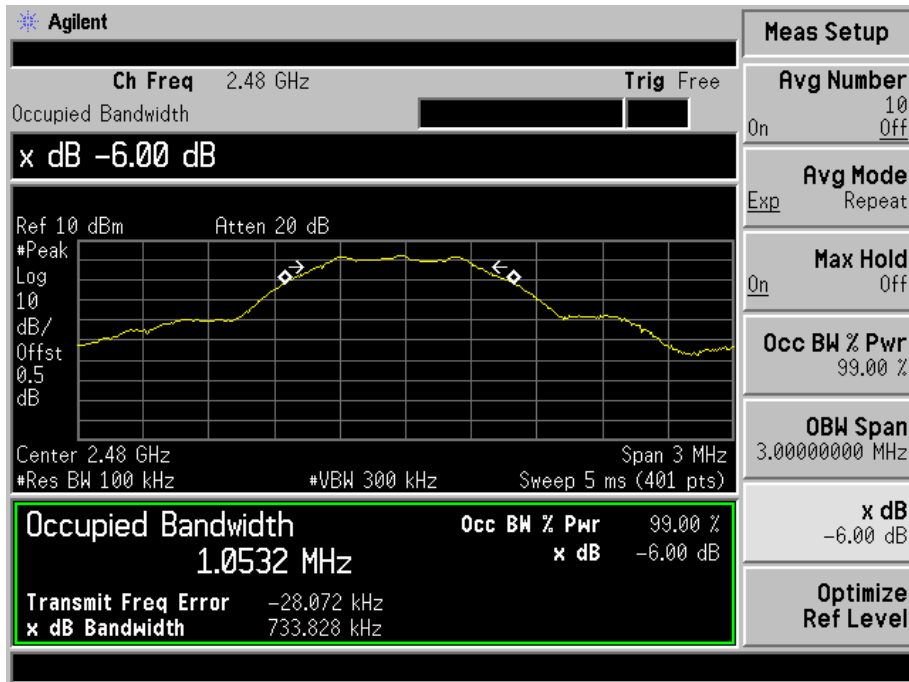 Agilent
Ch Freq 2.48 GHz Trig Free
Occupied Bandwidth
x dB -6.00 dB
Ref 10 dBm Atten 20 dB
#Peak
Log
10
dB/
Offst
0.5
dB
Center 2.48 GHz Span 3 MHz
#Res BW 100 kHz #VBW 300 kHz Sweep 5 ms (401 pts)
Occupied Bandwidth Occ BW % Pwr 99.00 %
1.0532 MHz x dB -6.00 dB
Transmit Freq Error -28.072 kHz
x dB Bandwidth 733.828 kHz
Meas Setup
Avg Number
10
On Off
Avg Mode
Exp Repeat
Max Hold
On Off
Occ BW % Pwr
99.00 %
OBW Span
3.00000000 MHz
x dB
-6.00 dB
Optimize
Ref Level